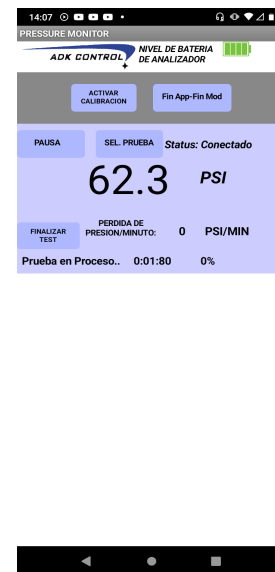 14:07
PRESSURE MONITOR
ADK CONTROL
NIVEL DE BATERIA
DE ANALIZADOR
ACTIVAR
CALIBRACION
Fin App-Fin Mod
PAUSA
SEL. PRUEBA
Status: Conectado
62.3 PSI
FINALIZAR
TEST
PERDIDA DE
PRESION/MINUTO:
0 PSI/MIN
Prueba en Proceso.. 0:01:80 0%